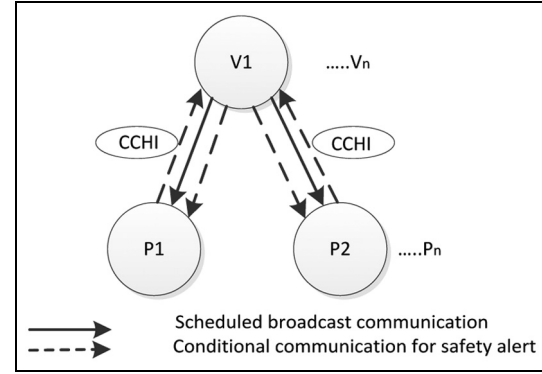 V1 .....Vn
CCHI CCHI
P1 P2 .....Pn
Scheduled broadcast communication
Conditional communication for safety alert